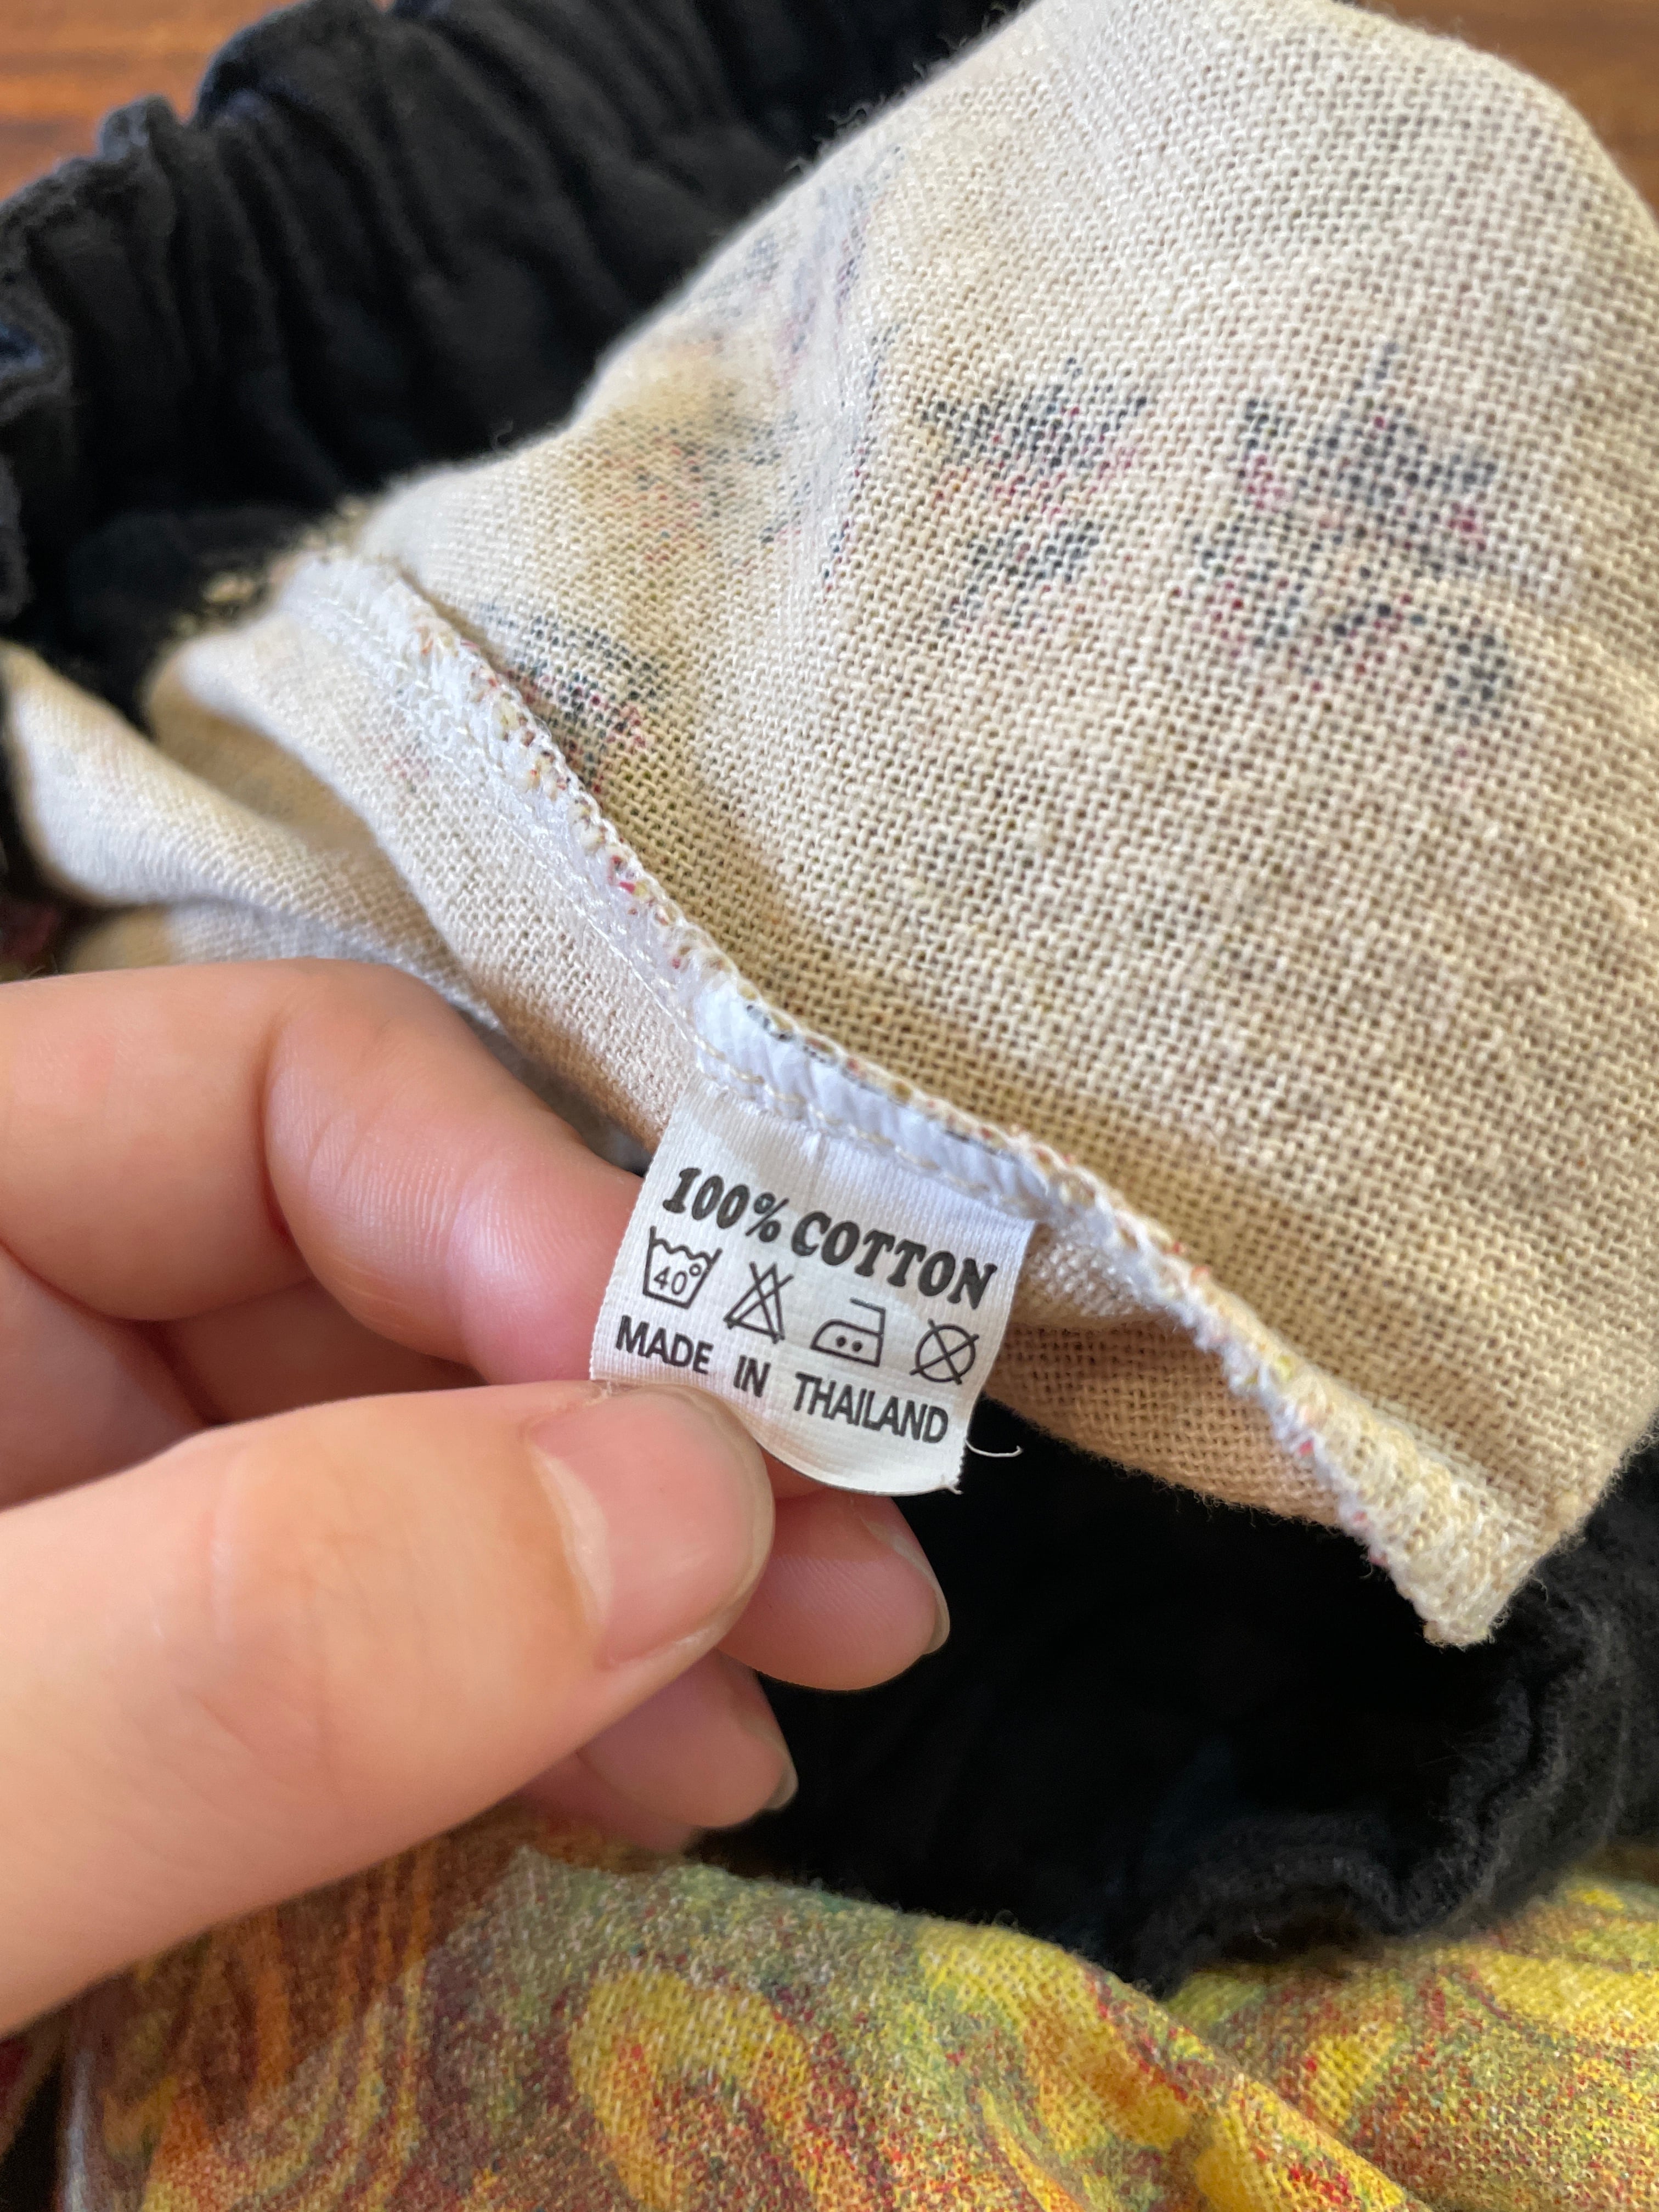 100% COTTON
40°
MADE IN THAILAND